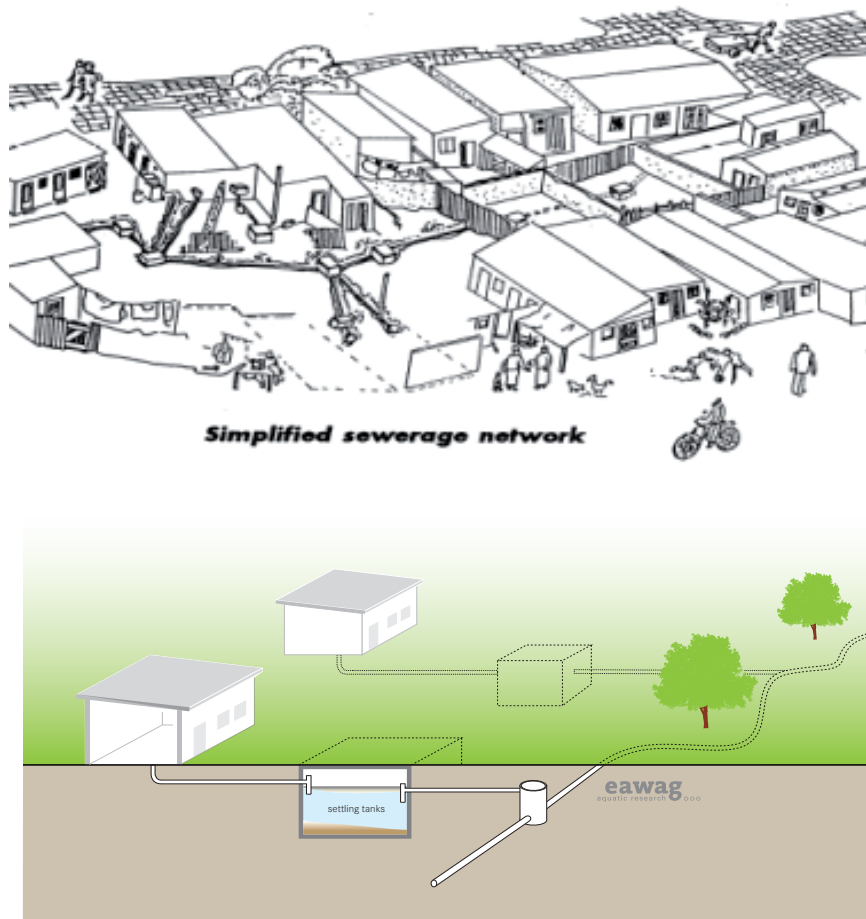 Simplified sewerage network
settling tanks
eawag
aquatic research